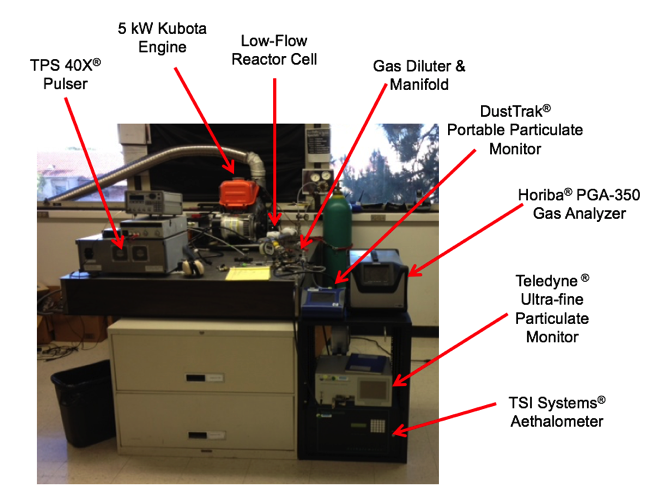 5 kW Kubota
Engine
Low-Flow
Reactor Cell
TPS 40X®
Pulser
Gas Diluter &
Manifold
DustTrak®
Portable Particulate
Monitor
Horiba® PGA-350
Gas Analyzer
Teledyne ®
Ultra-fine
Particulate
Monitor
TSI Systems®
Aethalometer